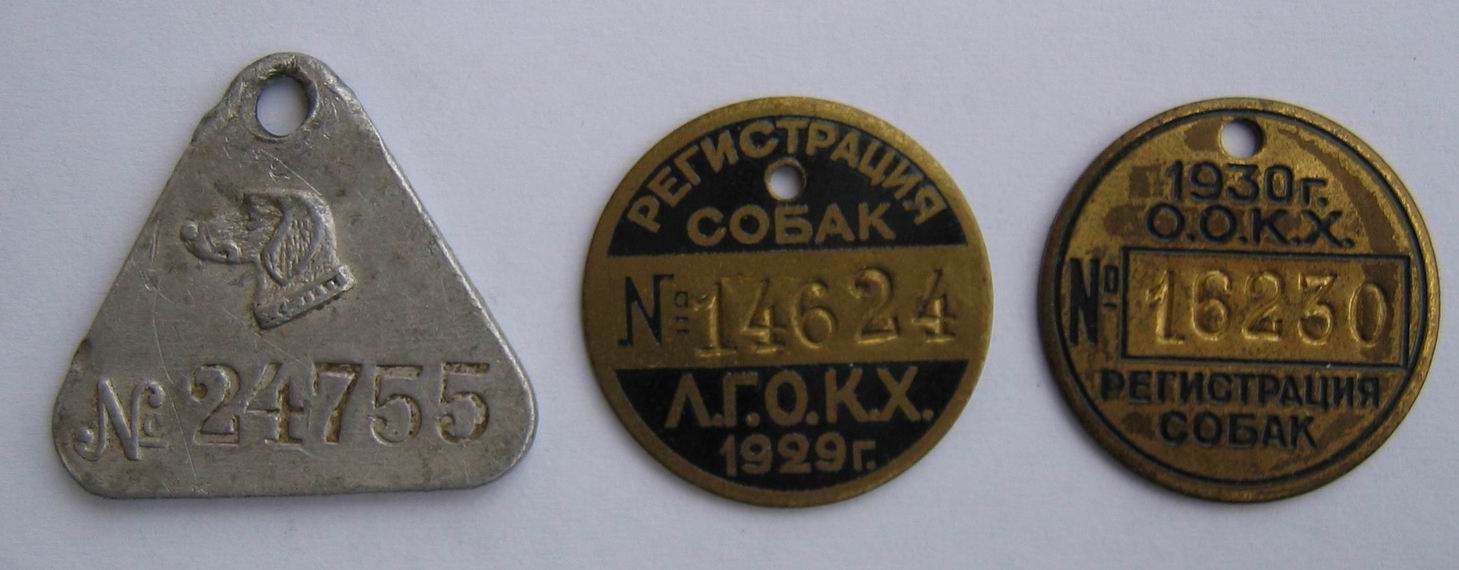 № 24755
РЕГИСТРАЦИЯ
СОБАК
№ 14624
Л.Г.О.К.Х.
1929г.
1930г.
О.О.К.Х.
№ 16230
РЕГИСТРАЦИЯ
СОБАК